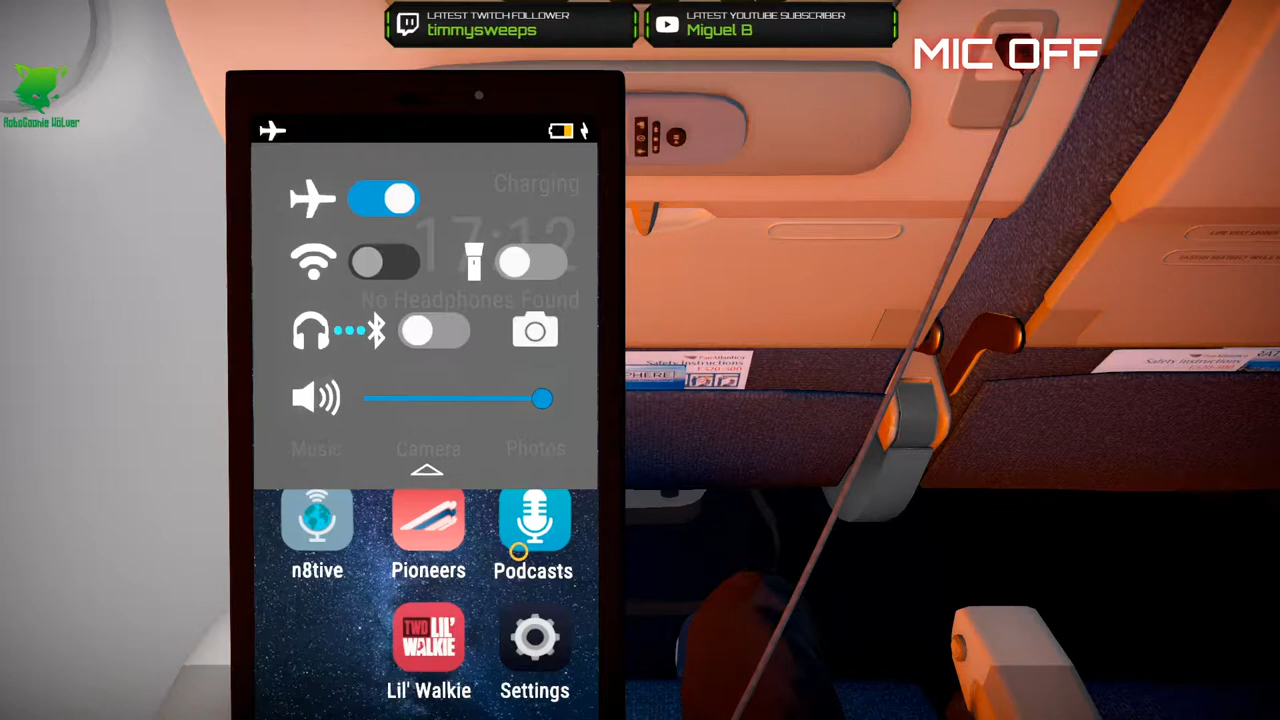 LATEST TWITCH FOLLOWER
timmysweeps
LATEST YOUTUBE SUBSCRIBER
Miguel B
MIC OFF
RoboGoonie Wolver
Charging
17:12
No Headphones Found
Music
Camera
Photos
n8tive
Pioneers
Podcasts
TWD LIL'
WALKIE
Lil' Walkie
Settings
Safety Instructions
Safety Instructions